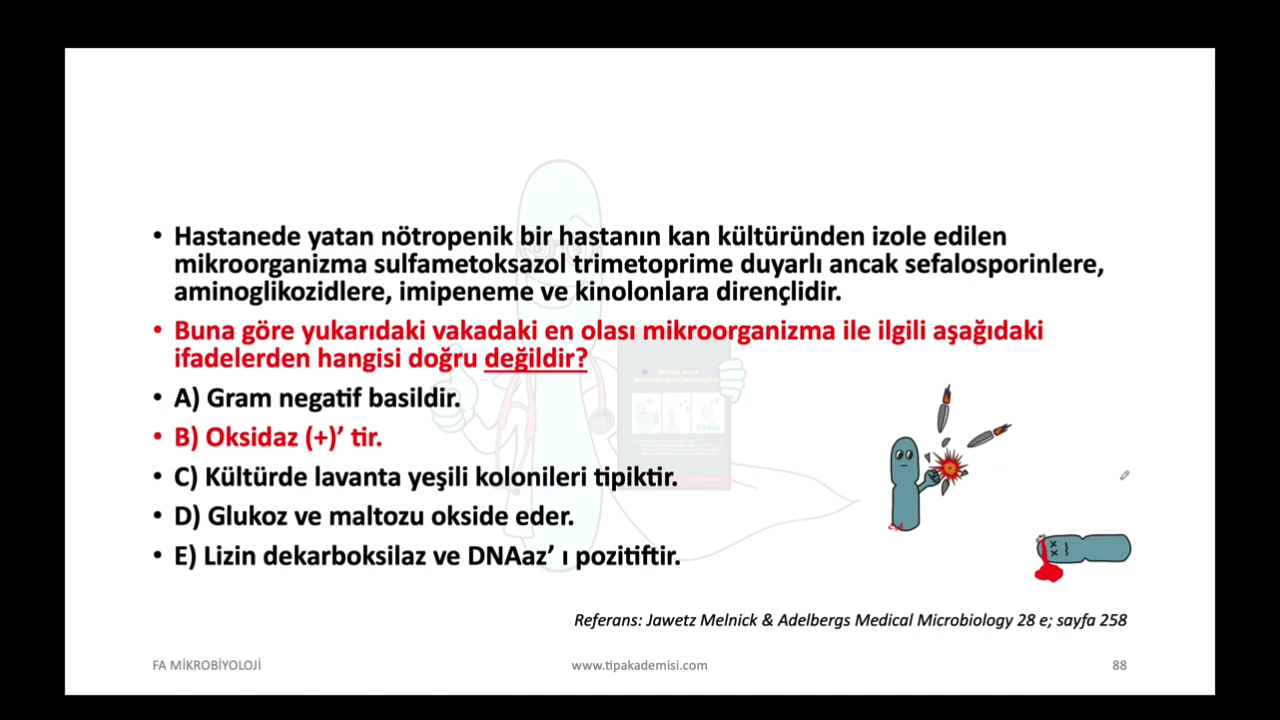 • Hastanede yatan nötropenik bir hastanın kan kültüründen izole edilen
mikroorganizma sulfametoksazol trimetoprime duyarlı ancak sefalosporinlere,
aminoglikozidlere, imipeneme ve kinolonlara dirençlidir.
• Buna göre yukarıdaki vakadaki en olası mikroorganizma ile ilgili aşağıdaki
ifadelerden hangisi doğru değildir?
• A) Gram negatif basildir.
• B) Oksidaz (+)’ tir.
• C) Kültürde lavanta yeşili kolonileri tipiktir.
• D) Glukoz ve maltozu okside eder.
• E) Lizin dekarboksilaz ve DNAaz’ ı pozitiftir.
Referans: Jawetz Melnick & Adelbergs Medical Microbiology 28 e; sayfa 258
FA MİKROBİYOLOJİ
www.tipakademisi.com
88